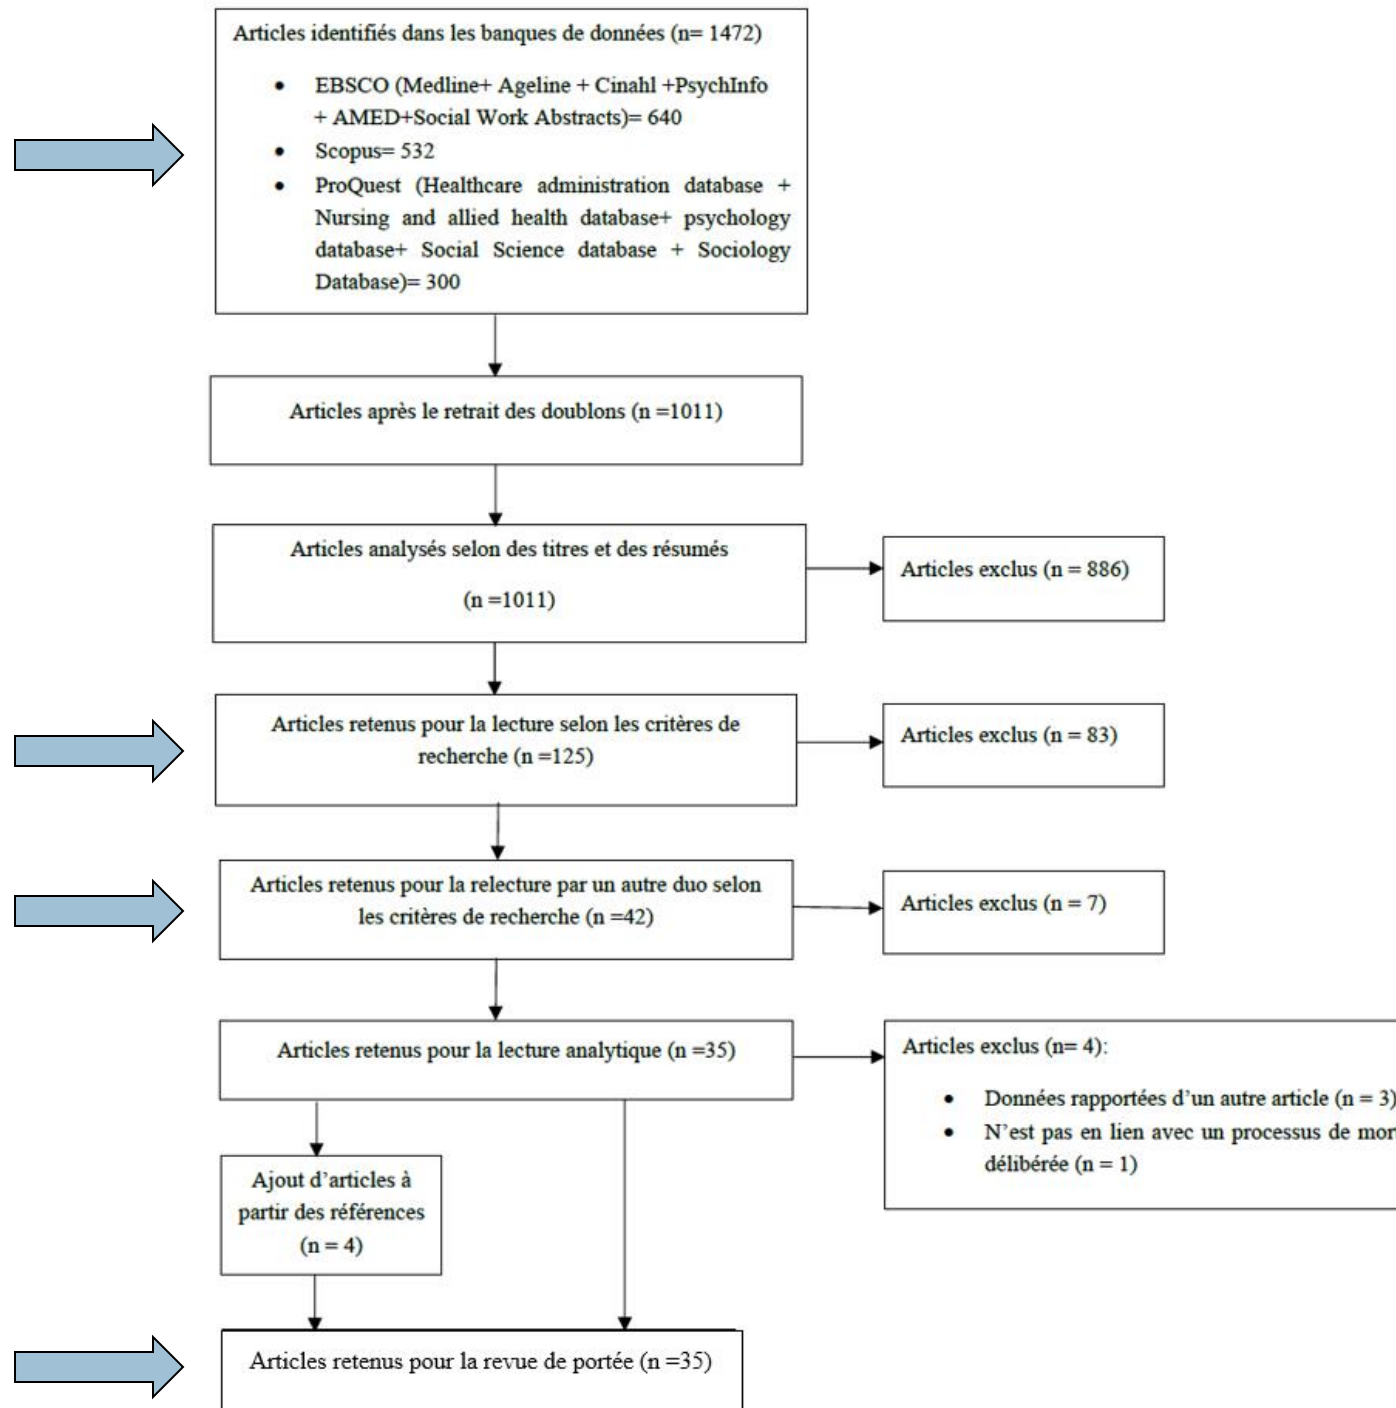 Articles identifiés dans les banques de données (n= 1472)
• EBSCO (Medline+ Ageline + Cinahl +PsychInfo
+ AMED+Social Work Abstracts)= 640
• Scopus= 532
• ProQuest (Healthcare administration database +
Nursing and allied health database+ psychology
database+ Social Science database + Sociology
Database)= 300
Articles après le retrait des doublons (n =1011)
Articles analysés selon des titres et des résumés
(n =1011)
Articles exclus (n = 886)
Articles retenus pour la lecture selon les critères de
recherche (n =125)
Articles exclus (n = 83)
Articles retenus pour la relecture par un autre duo selon
les critères de recherche (n =42)
Articles exclus (n = 7)
Articles retenus pour la lecture analytique (n =35)
Articles exclus (n= 4):
• Données rapportées d'un autre article (n = 3)
• N'est pas en lien avec un processus de mor
délibérée (n = 1)
Ajout d'articles à
partir des références
(n = 4)
Articles retenus pour la revue de portée (n =35)